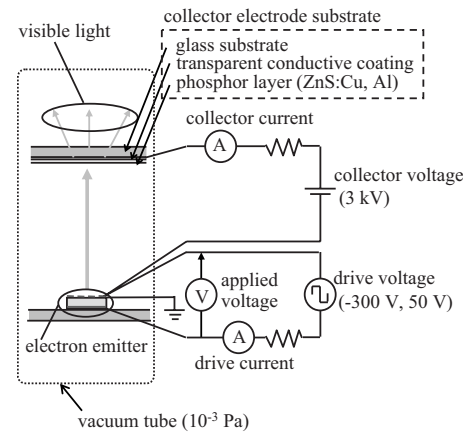 collector electrode substrate
visible light
glass substrate
transparent conductive coating
phosphor layer (ZnS:Cu, Al)
collector current
A
collector voltage
(3 kV)
applied
voltage
V
drive voltage
(-300 V, 50 V)
electron emitter
A
drive current
vacuum tube (10⁻³ Pa)